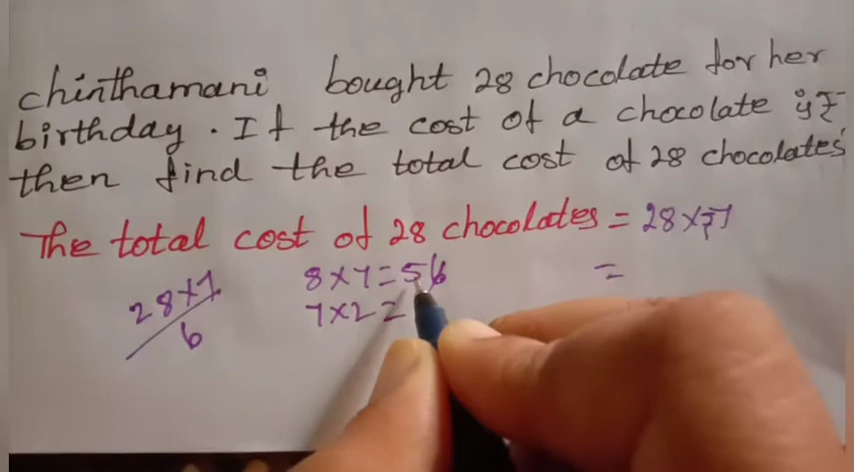 chinthamani bought 28 chocolate for her
birthday. If the cost of a chocolate is ₹
then find the total cost of 28 chocolates
The total cost of 28 chocolates = 28 × ₹7
=
28×7
6
8×7=56
7×2=